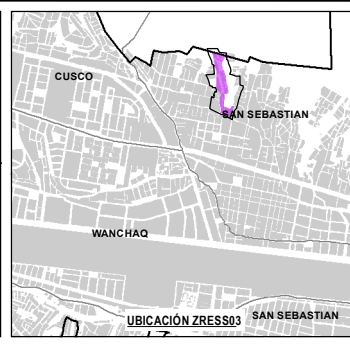 CUSCO
SAN SEBASTIAN
WANCHAQ
UBICACIÓN ZRESS03
SAN SEBASTIAN